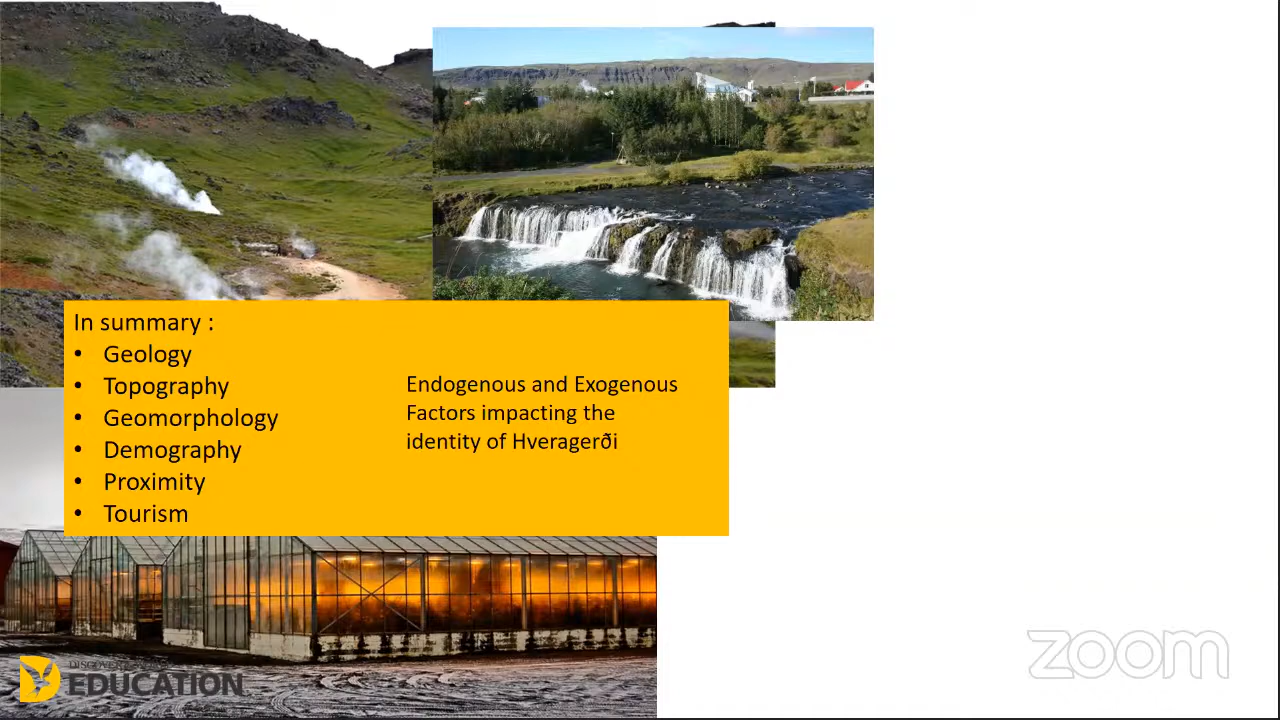 In summary :
• Geology
• Topography
• Geomorphology
• Demography
• Proximity
• Tourism
Endogenous and Exogenous
Factors impacting the
identity of Hveragerði
DISCOVER
EDUCATION
zoom